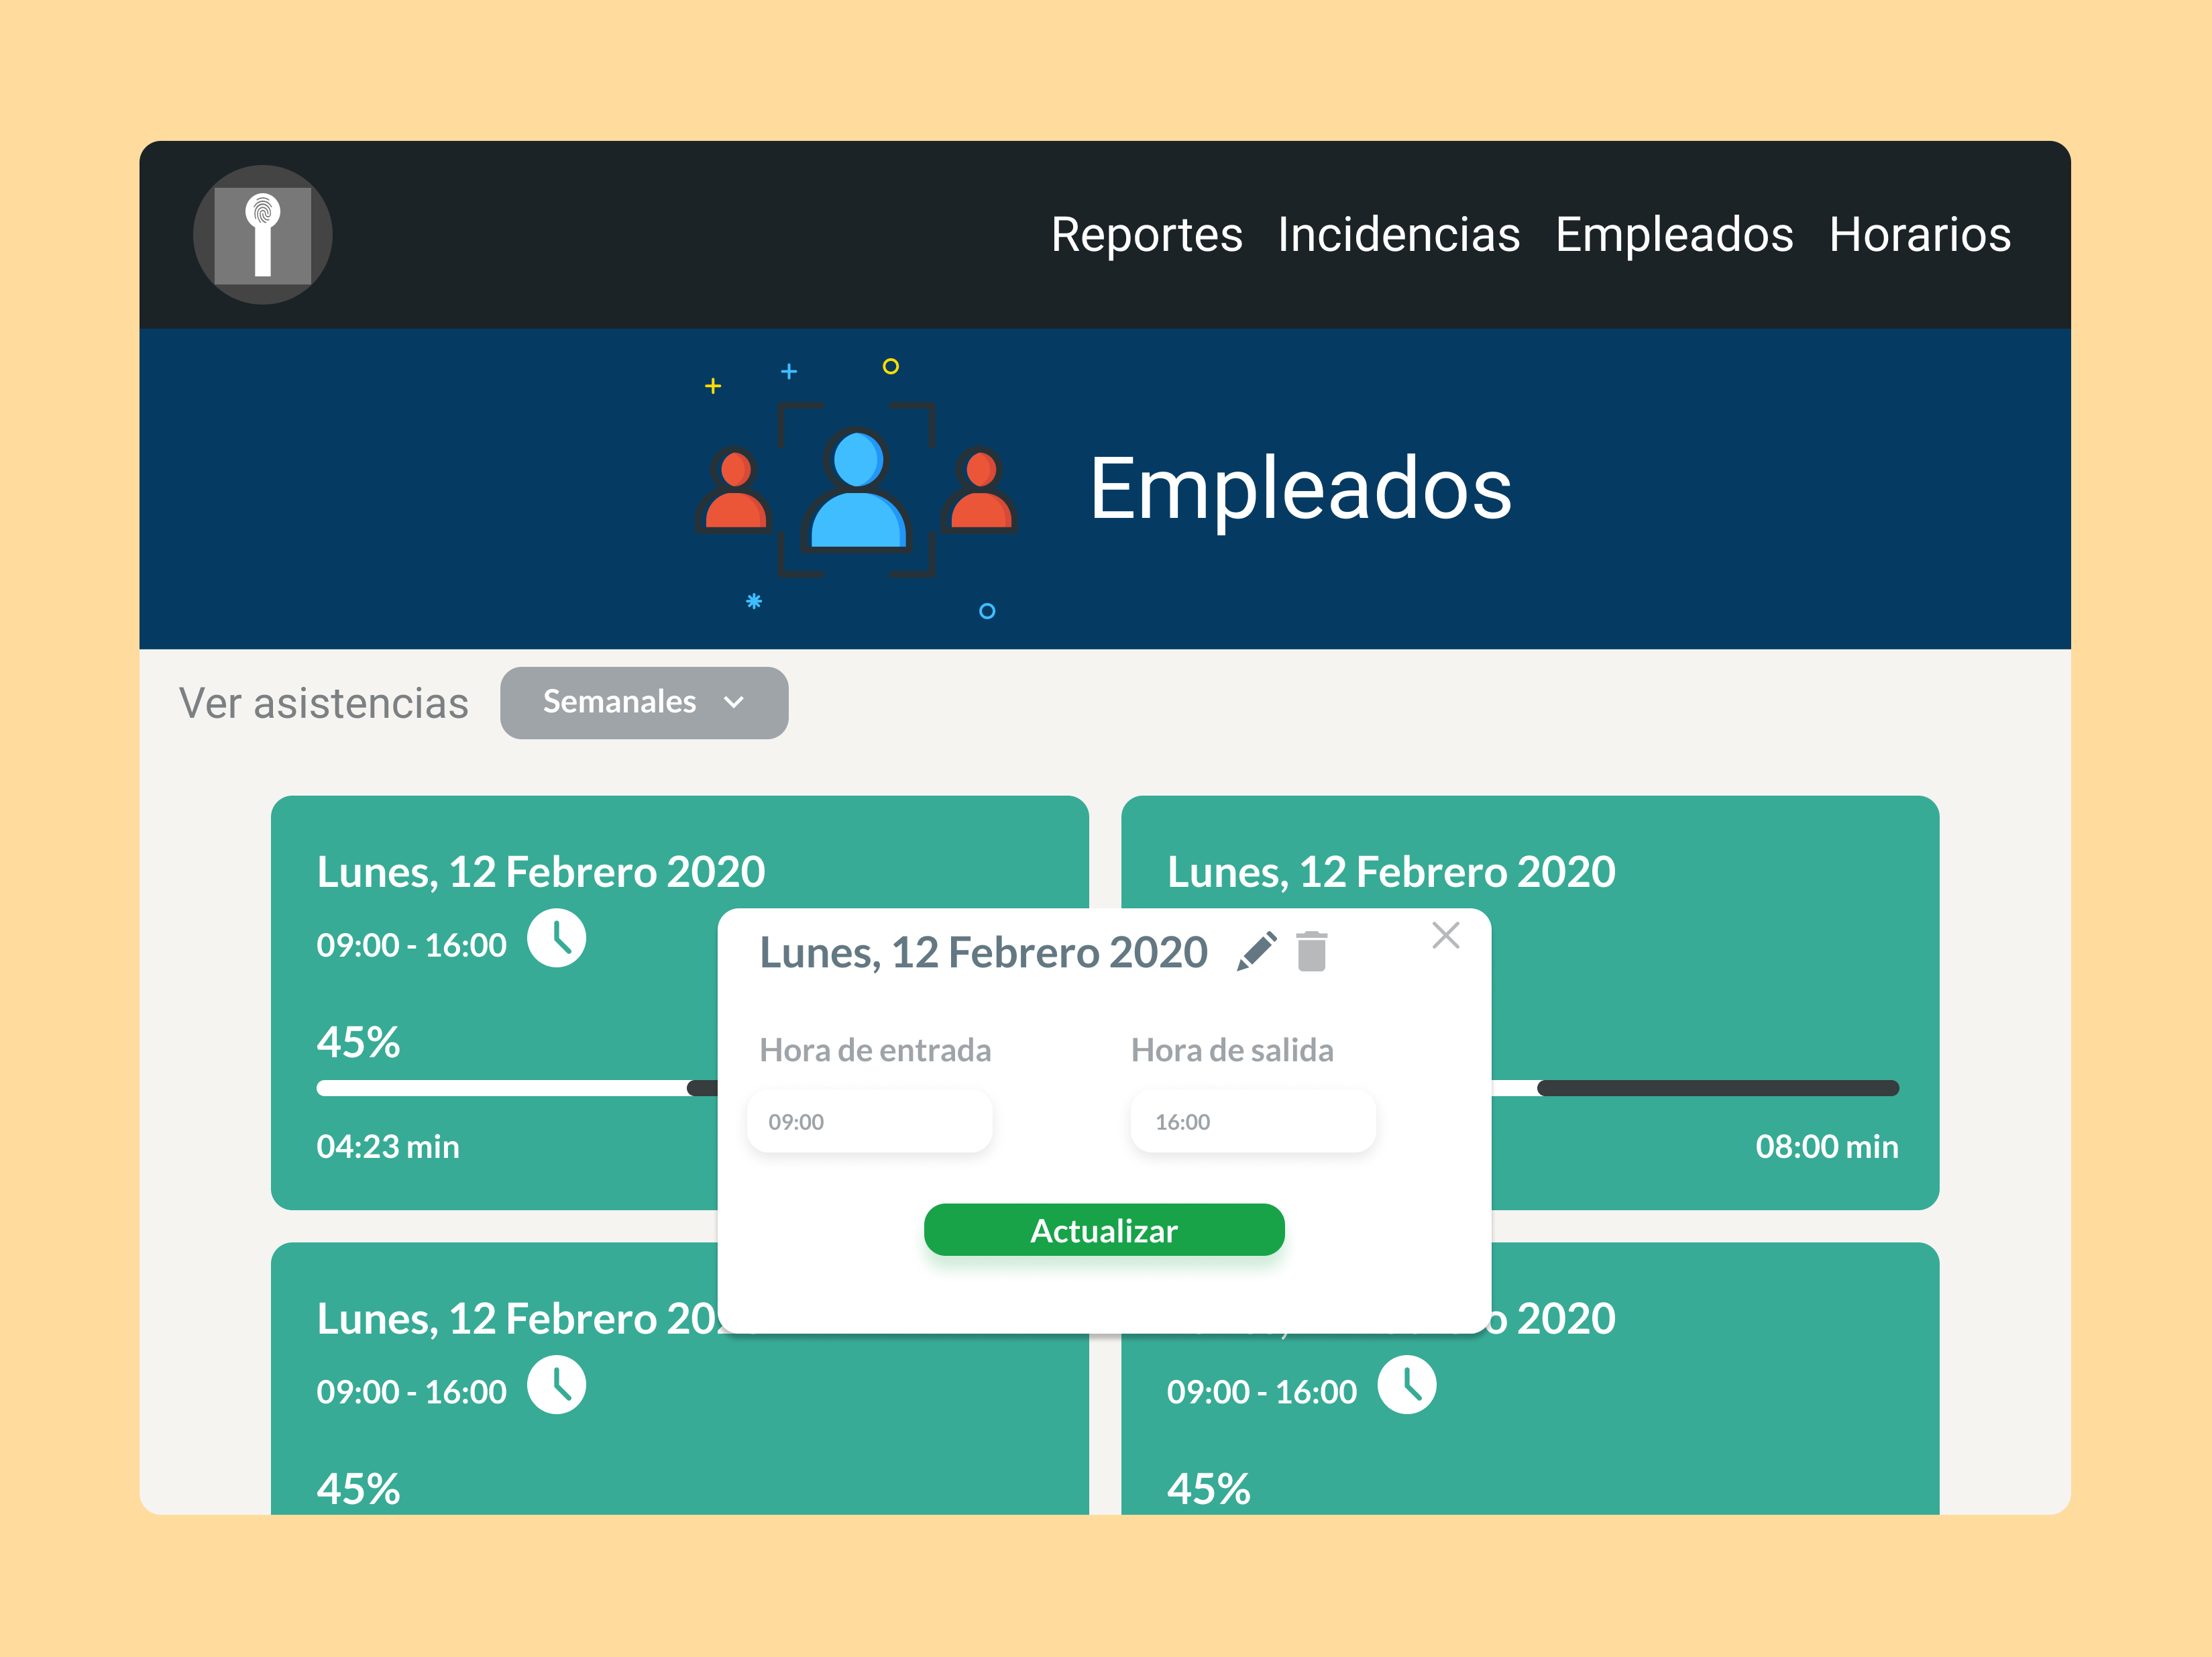 Reportes Incidencias Empleados Horarios
Empleados
Ver asistencias
Semanales
Lunes, 12 Febrero 2020
09:00 - 16:00
45%
04:23 min
Lunes, 12 Febrero 2020
08:00 min
Lunes, 12 Febrero 2020
Hora de entrada
Hora de salida
09:00
16:00
Actualizar
Lunes, 12 Febrero 20
09:00 - 16:00
45%
2020
09:00 - 16:00
45%